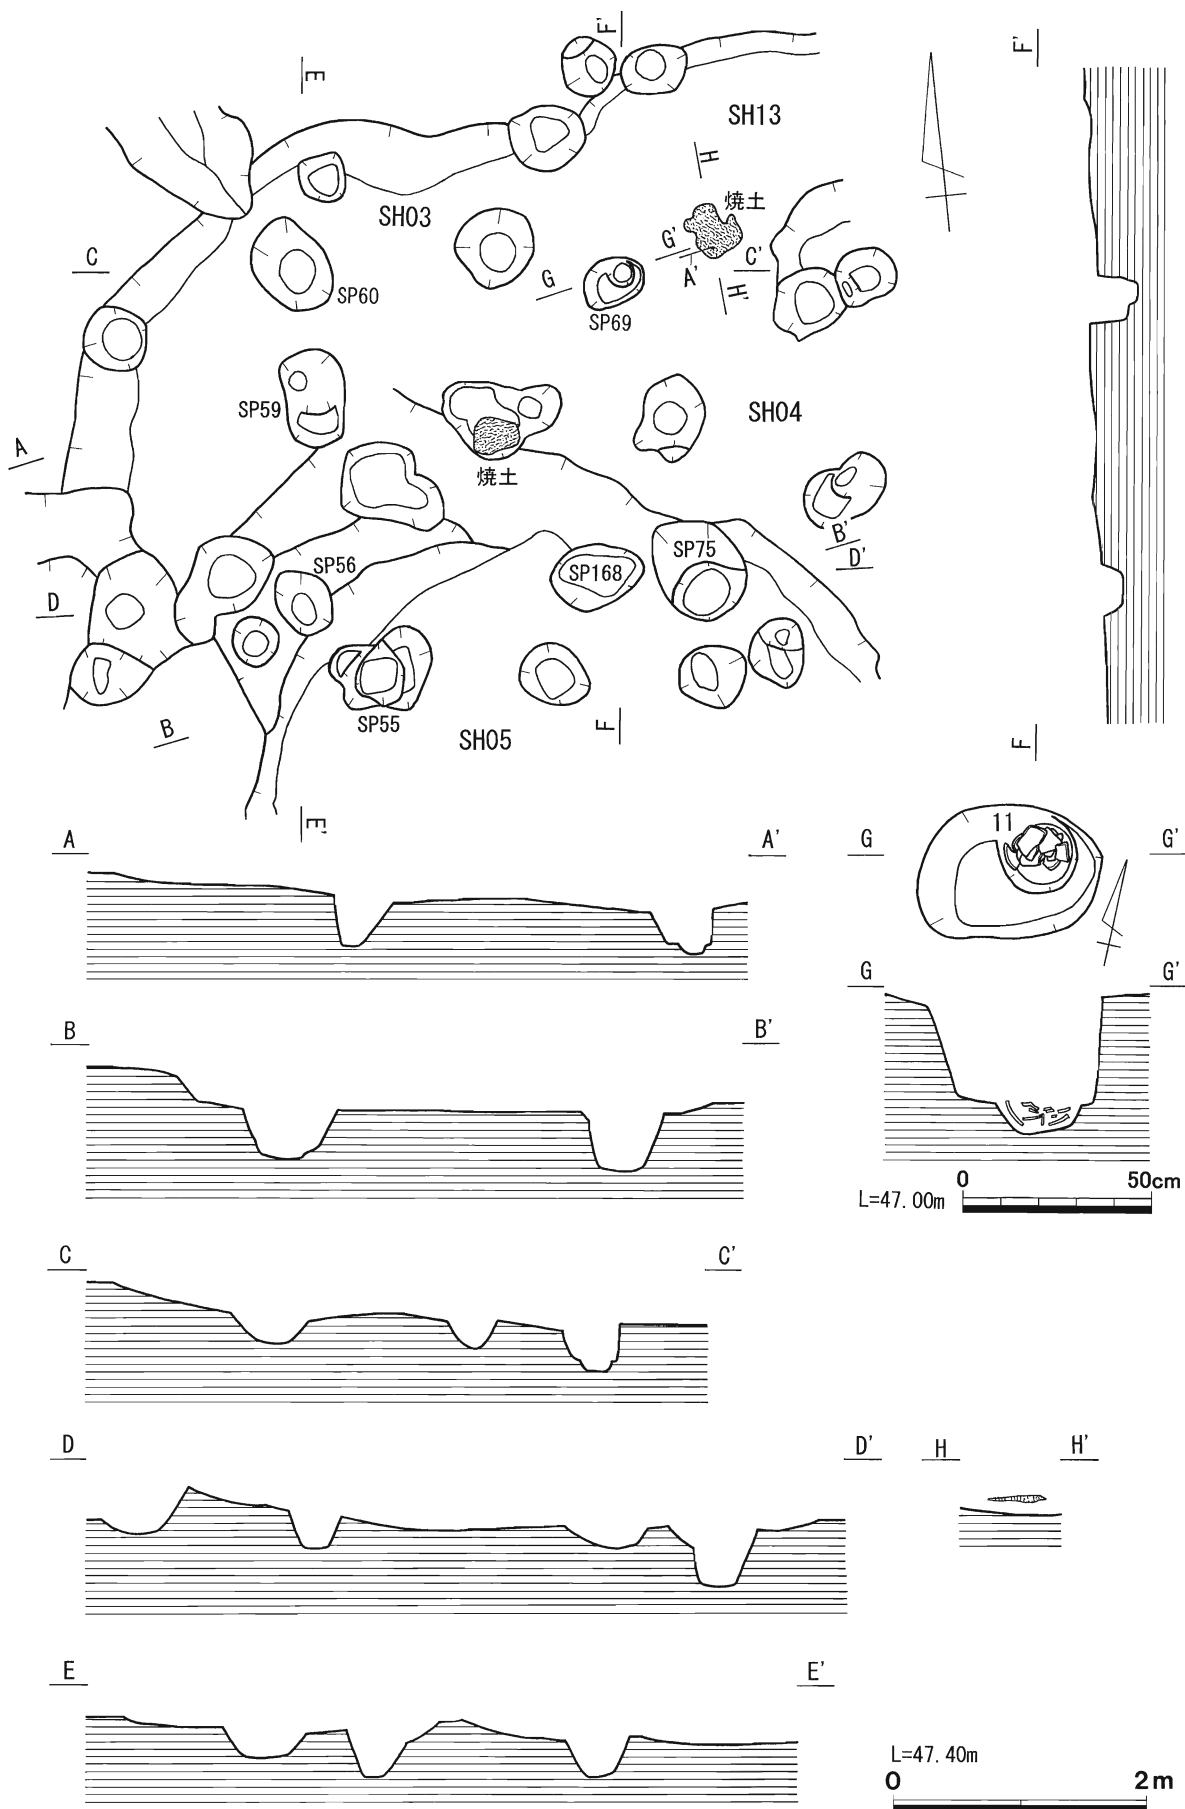 F'
F'
E
SH13
H
焼土
SH03
G'
C'
A'
C
G
H'
SP60
SP69
SP59
SH04
A
焼土
B'
D'
SP75
SP56
SP168
D
B
SP55
F
SH05
F
E'
A
A'
G
11
G'
G
G'
B
B'
0
50cm
L=47.00m
C
C'
D
D'
H
H'
E
E'
L=47.40m
0
2m